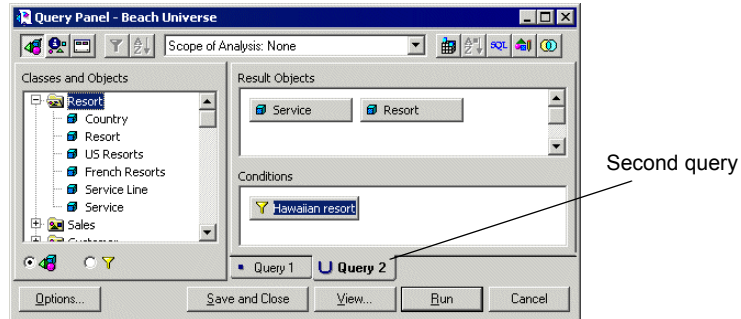 Query Panel - Beach Universe
Scope of Analysis: None
SQL
Classes and Objects
Resort
Country
Resort
US Resorts
French Resorts
Service Line
Service
Sales
Customer
Result Objects
Service Resort
Conditions
Hawaiian resort
Second query
Query 1 Query 2
Options... Save and Close View... Run Cancel